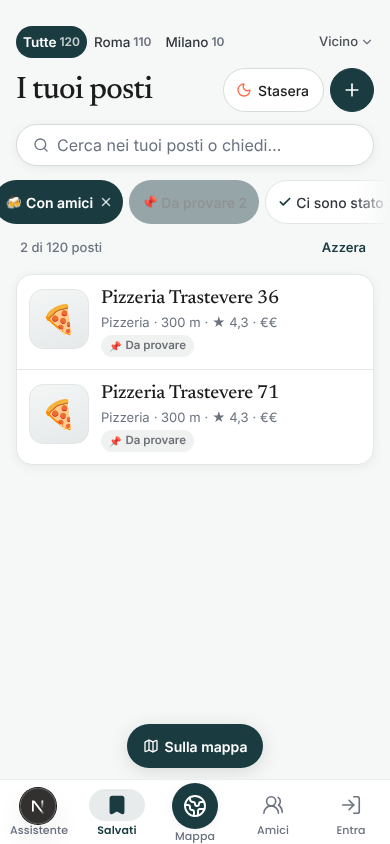 Tutte 120 Roma 110 Milano 10 Vicino
I tuoi posti
Stasera
Cerca nei tuoi posti o chiedi...
Con amici Da provare 2 Ci sono stato
2 di 120 posti Azzera
Pizzeria Trastevere 36
Pizzeria · 300 m · ★ 4,3 · €€
Da provare
Pizzeria Trastevere 71
Pizzeria · 300 m · ★ 4,3 · €€
Da provare
Sulla mappa
N
Assistente Salvati Mappa Amici Entra